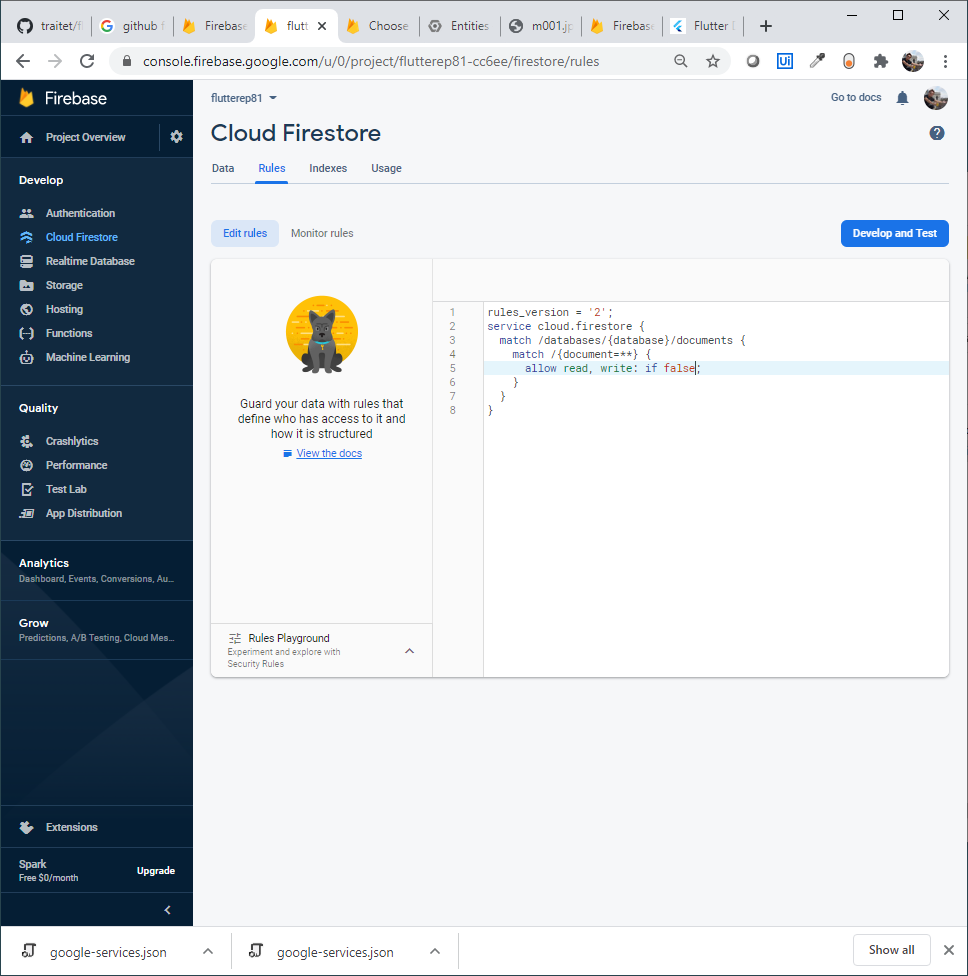 traitet/f
github f
Firebase
flutt
Choose
Entities
m001.jp
Firebase
Flutter D
console.firebase.google.com/u/0/project/flutterep81-cc6ee/firestore/rules
Ui
Firebase
Project Overview
Develop
Authentication
Cloud Firestore
Realtime Database
Storage
Hosting
Functions
Machine Learning
Quality
Crashlytics
Performance
Test Lab
App Distribution
Analytics
Dashboard, Events, Conversions, Au...
Grow
Predictions, A/B Testing, Cloud Mes...
Extensions
Spark
Free $0/month
Upgrade
flutterep81
Go to docs
Cloud Firestore
?
Data
Rules
Indexes
Usage
Edit rules
Monitor rules
Develop and Test
Guard your data with rules that
define who has access to it and
how it is structured
View the docs
Rules Playground
Experiment and explore with
Security Rules
1 rules_version = '2';
2 service cloud.firestore {
3 match /databases/{database}/documents {
4 match /{document=**} {
5 allow read, write: if false;
6 }
7 }
8 }
google-services.json
google-services.json
Show all